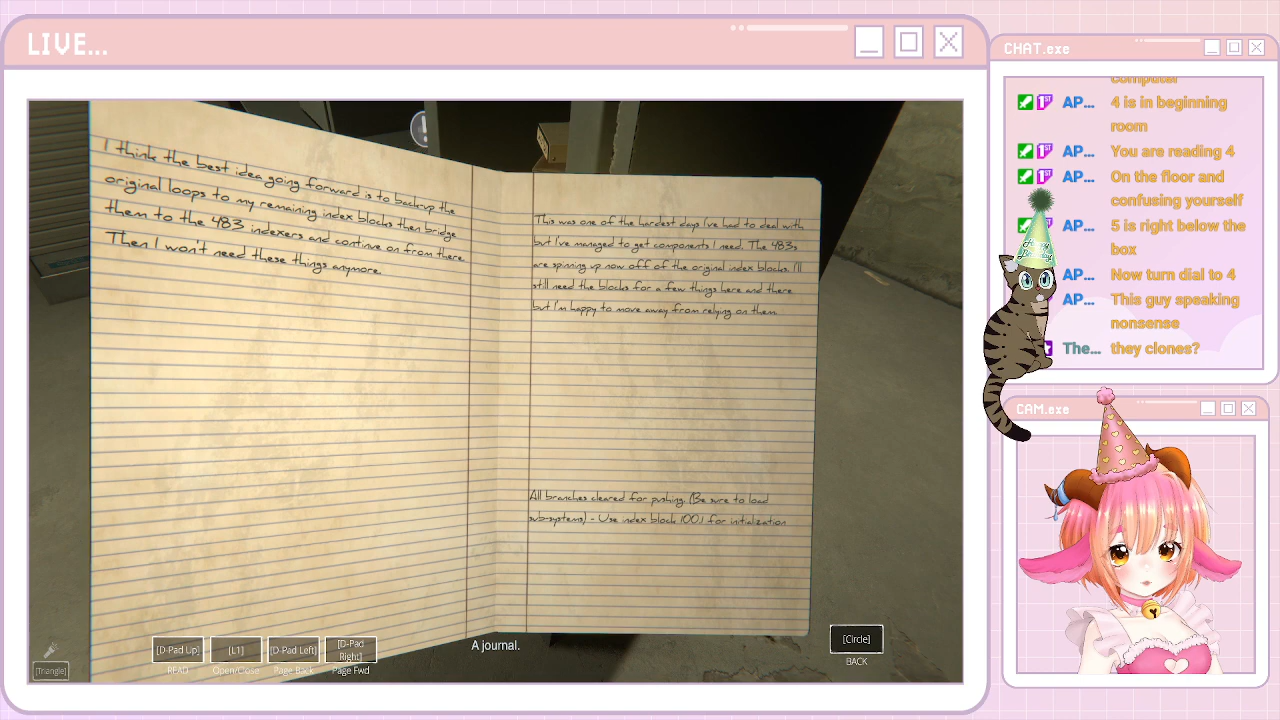 LIVE...
CHAT.exe
computer
AP... 4 is in beginning
room
AP... You are reading 4
AP... On the floor and
confusing yourself
AP... 5 is right below the
box
AP... Now turn dial to 4
AP... This guy speaking
nonsense
The... they clones?
CAM.exe
I think the best idea going forward is to backup the
original loops to my remaining index blocks then bridge
them to the 483 indexers and continue on from there.
Then I won't need these things anymore.
This was one of the hardest days I've had to deal with
but I've managed to get components I need. The 483s
are spinning up now off of the original index blocks. I'll
still need the blocks for a few things here and there
but I'm happy to move away from relying on them.
All branches cleared for pushing. (Be sure to load
sub-systems) - Use index block 1001 for initialization
[Triangle]
[D-Pad Up]
READ
[L1]
Open/Close
[D-Pad Left]
Page Back
[D-Pad
Right]
Page Fwd
A journal.
[Circle]
BACK